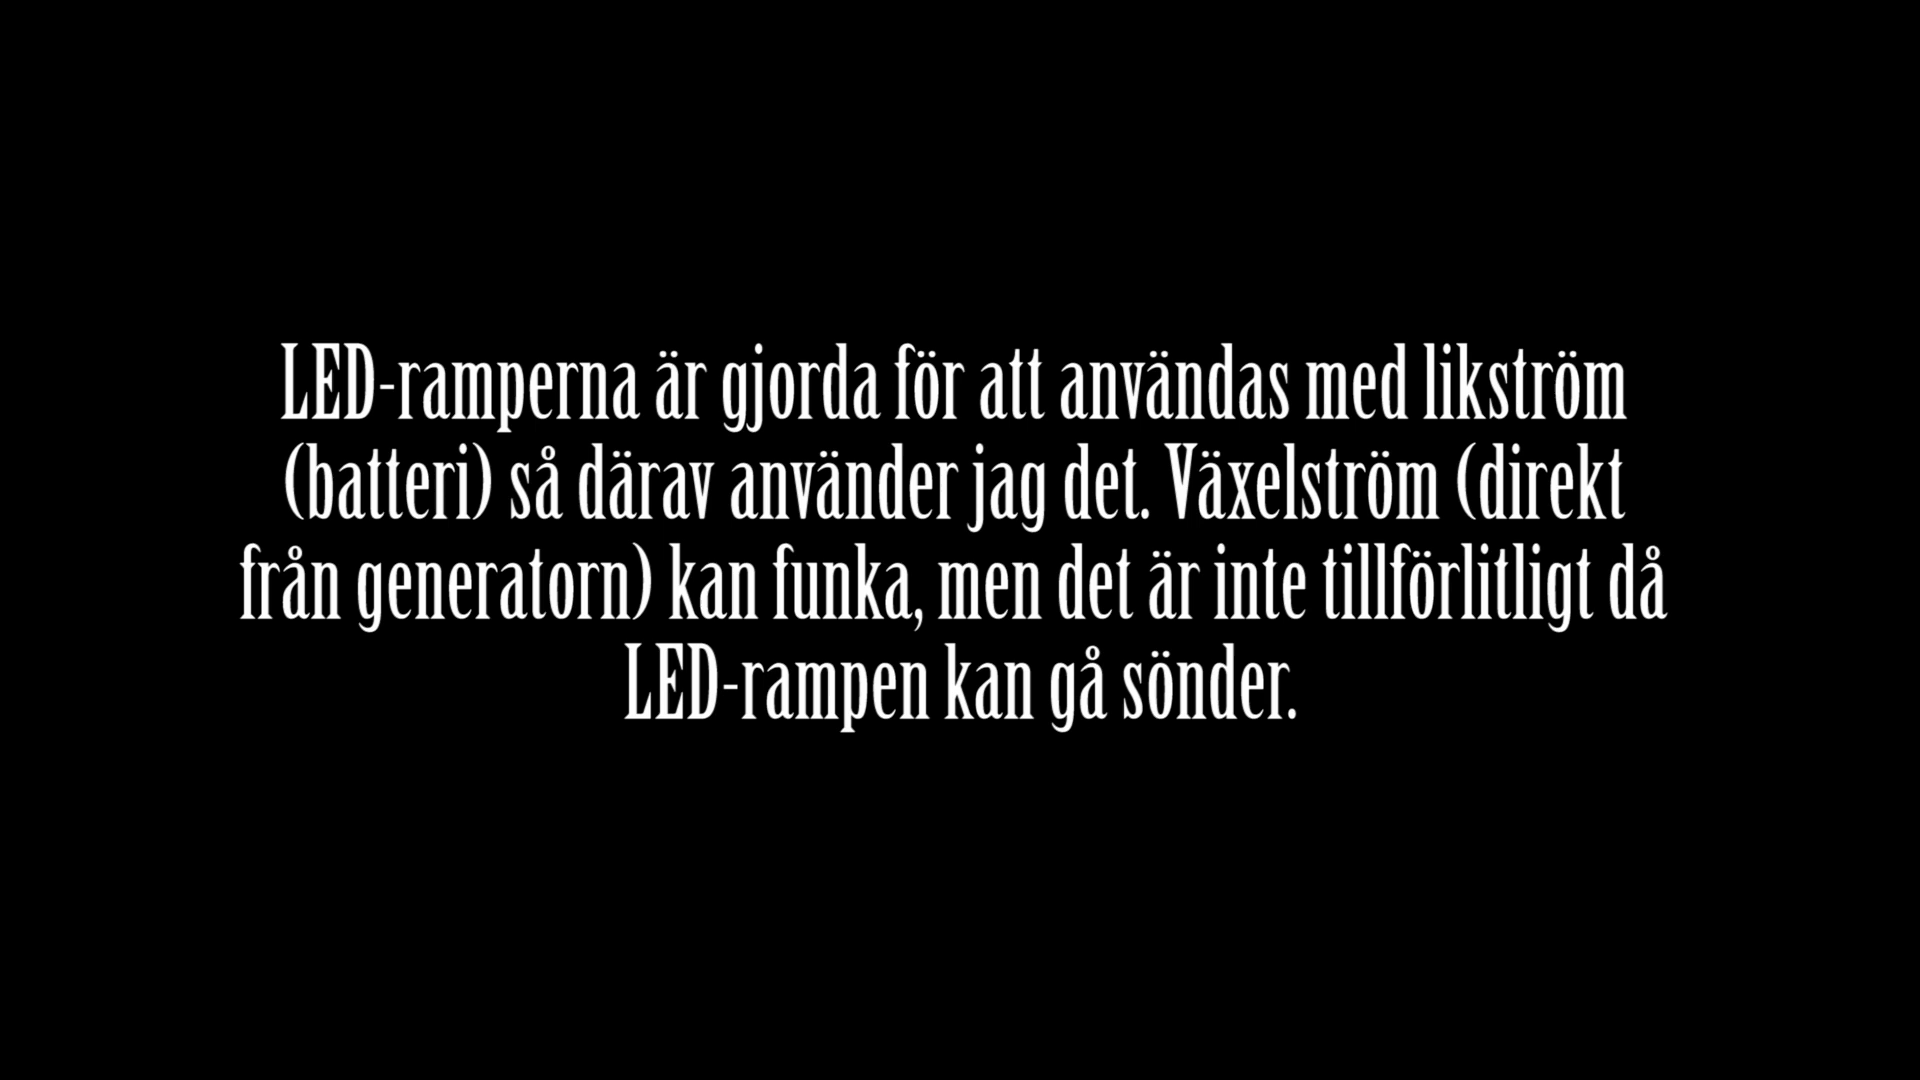 LED-ramperna är gjorda för att användas med likström
(batteri) så därav använder jag det. Växelström (direkt
från generatorn) kan funka, men det är inte tillförlitligt då
LED-rampen kan gå sönder.